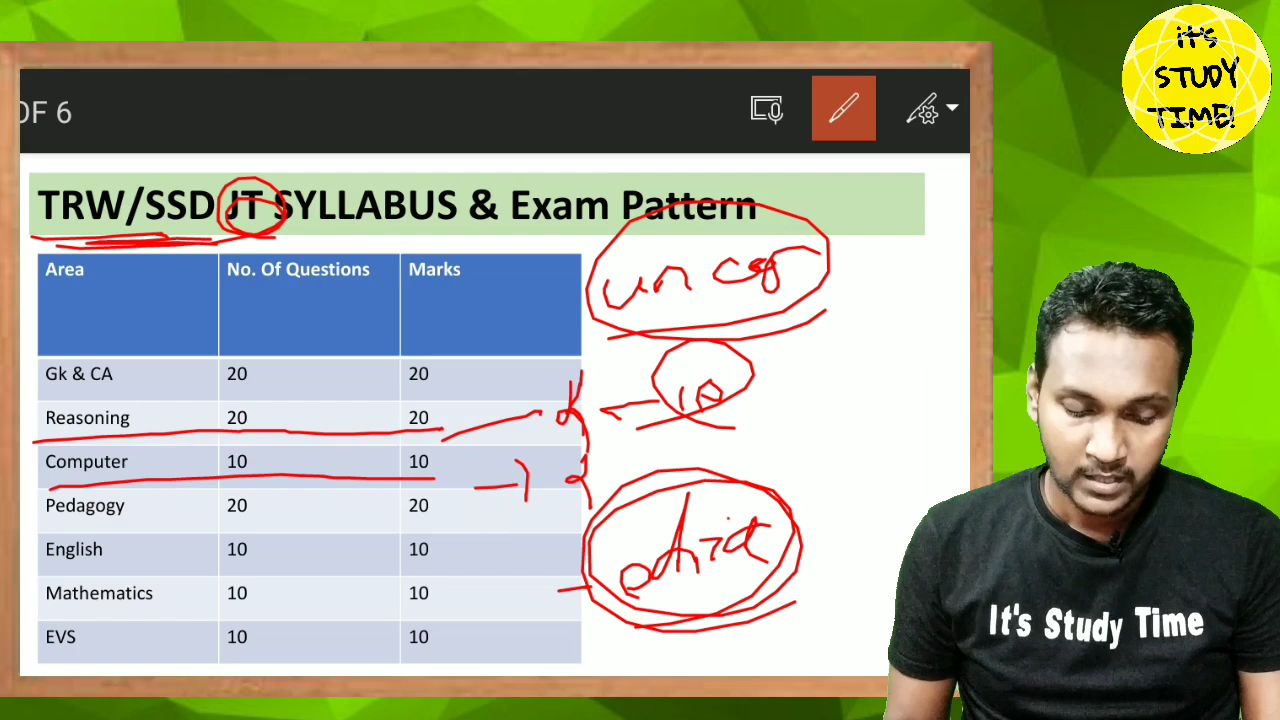 it's
STUDY
TIME!
OF 6
TRW/SSD JT SYLLABUS & Exam Pattern
Area No. Of Questions Marks
Gk & CA 20 20
Reasoning 20 20
Computer 10 10
Pedagogy 20 20
English 10 10
Mathematics 10 10
EVS 10 10
It's Study Time